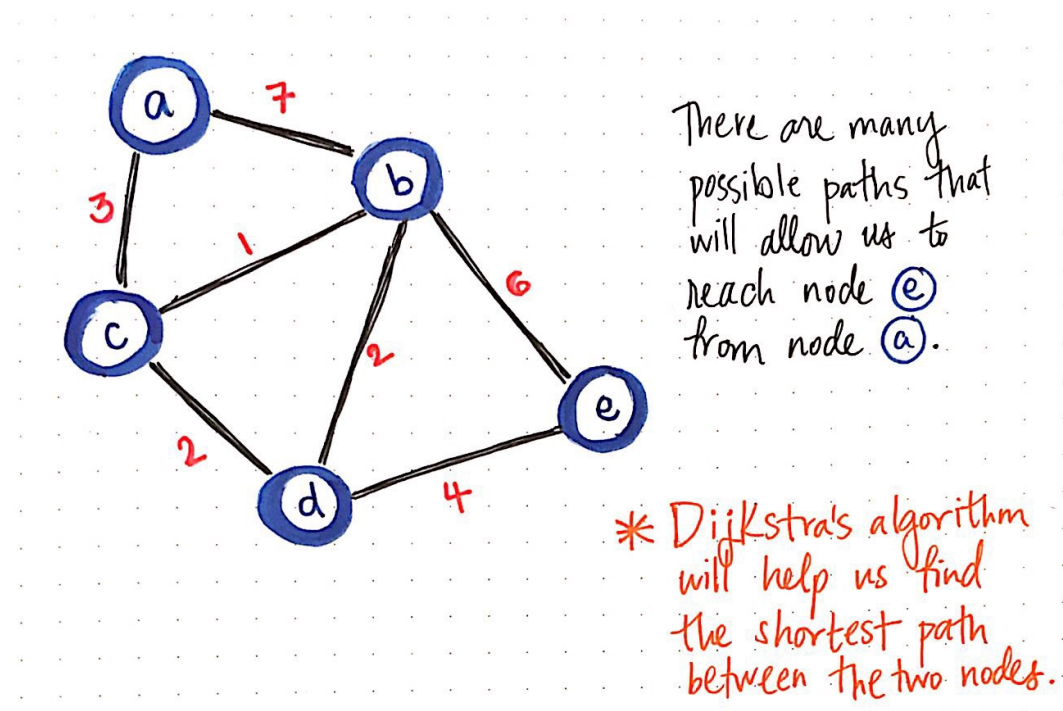 a
7
b
3
1
c
6
2
e
2
d
4
There are many
possible paths that
will allow us to
reach node e
from node a.
* Dijkstra's algorithm
will help us find
the shortest path
between the two nodes.